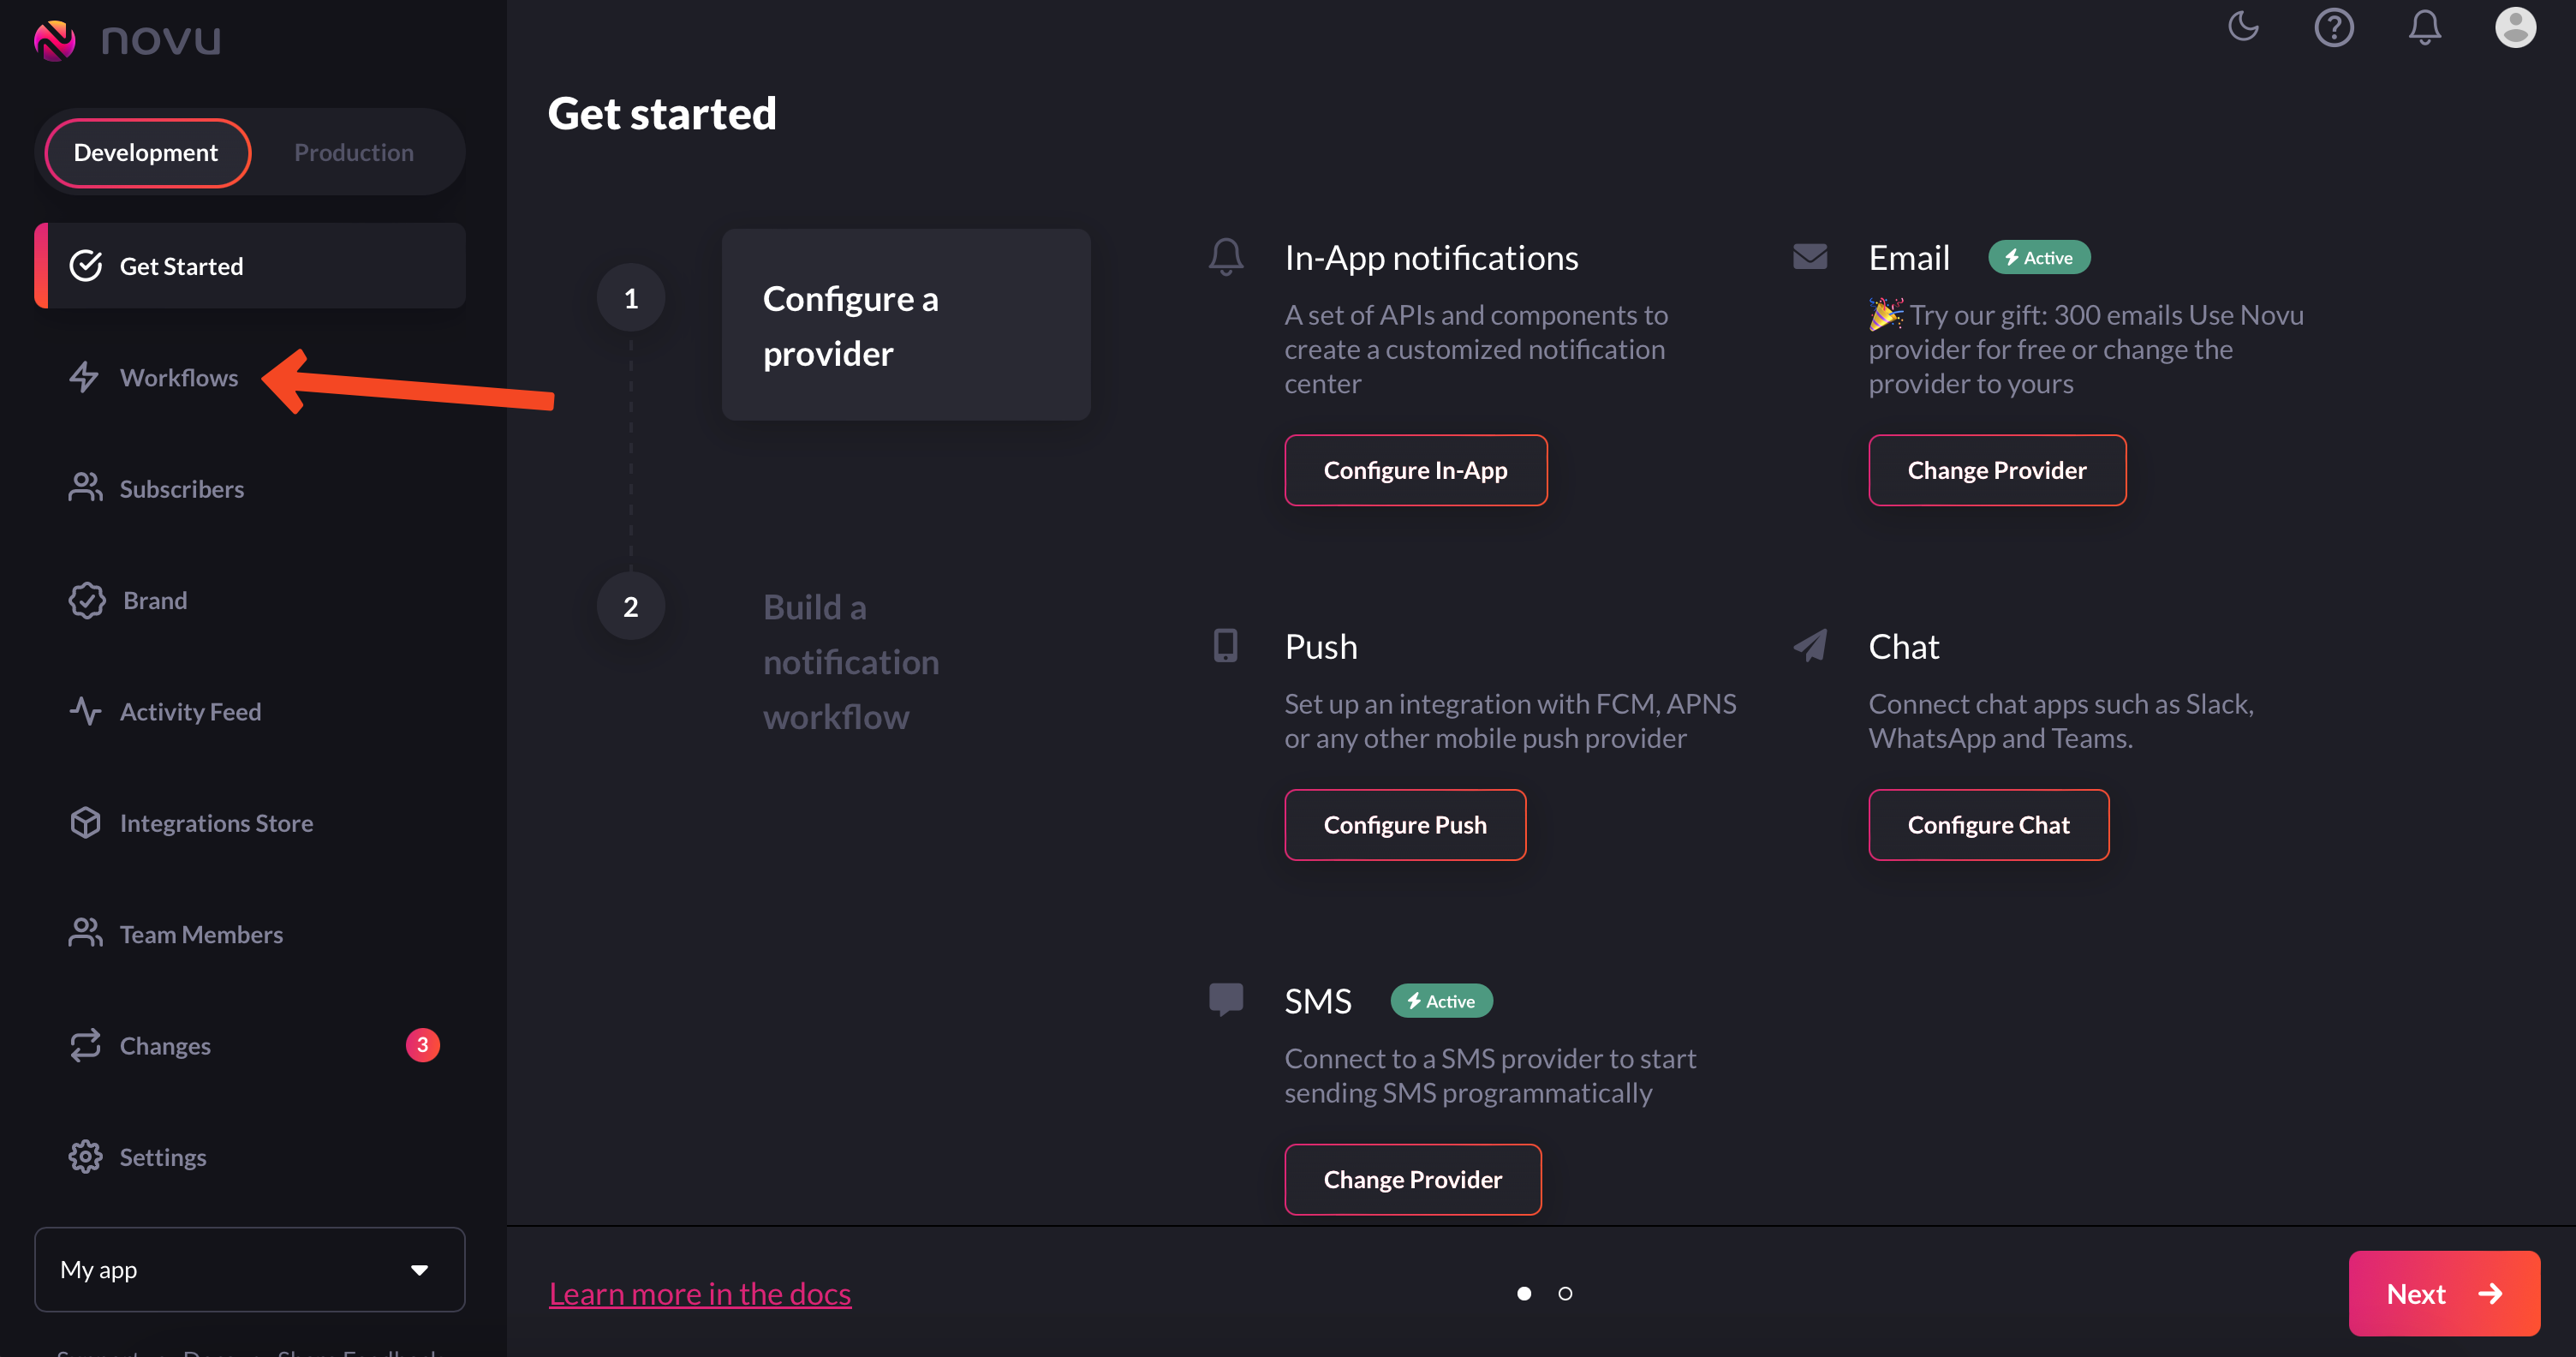 novu
Development
Production
Get Started
Workflows
Subscribers
Brand
Activity Feed
Integrations Store
Team Members
Changes
3
Settings
My app
Get started
1
Configure a
provider
2
Build a
notification
workflow
In-App notifications
A set of APIs and components to
create a customized notification
center
Configure In-App
Email
Active
Try our gift: 300 emails Use Novu
provider for free or change the
provider to yours
Change Provider
Push
Set up an integration with FCM, APNS
or any other mobile push provider
Configure Push
Chat
Connect chat apps such as Slack,
WhatsApp and Teams.
Configure Chat
SMS
Active
Connect to a SMS provider to start
sending SMS programmatically
Change Provider
Learn more in the docs
Next